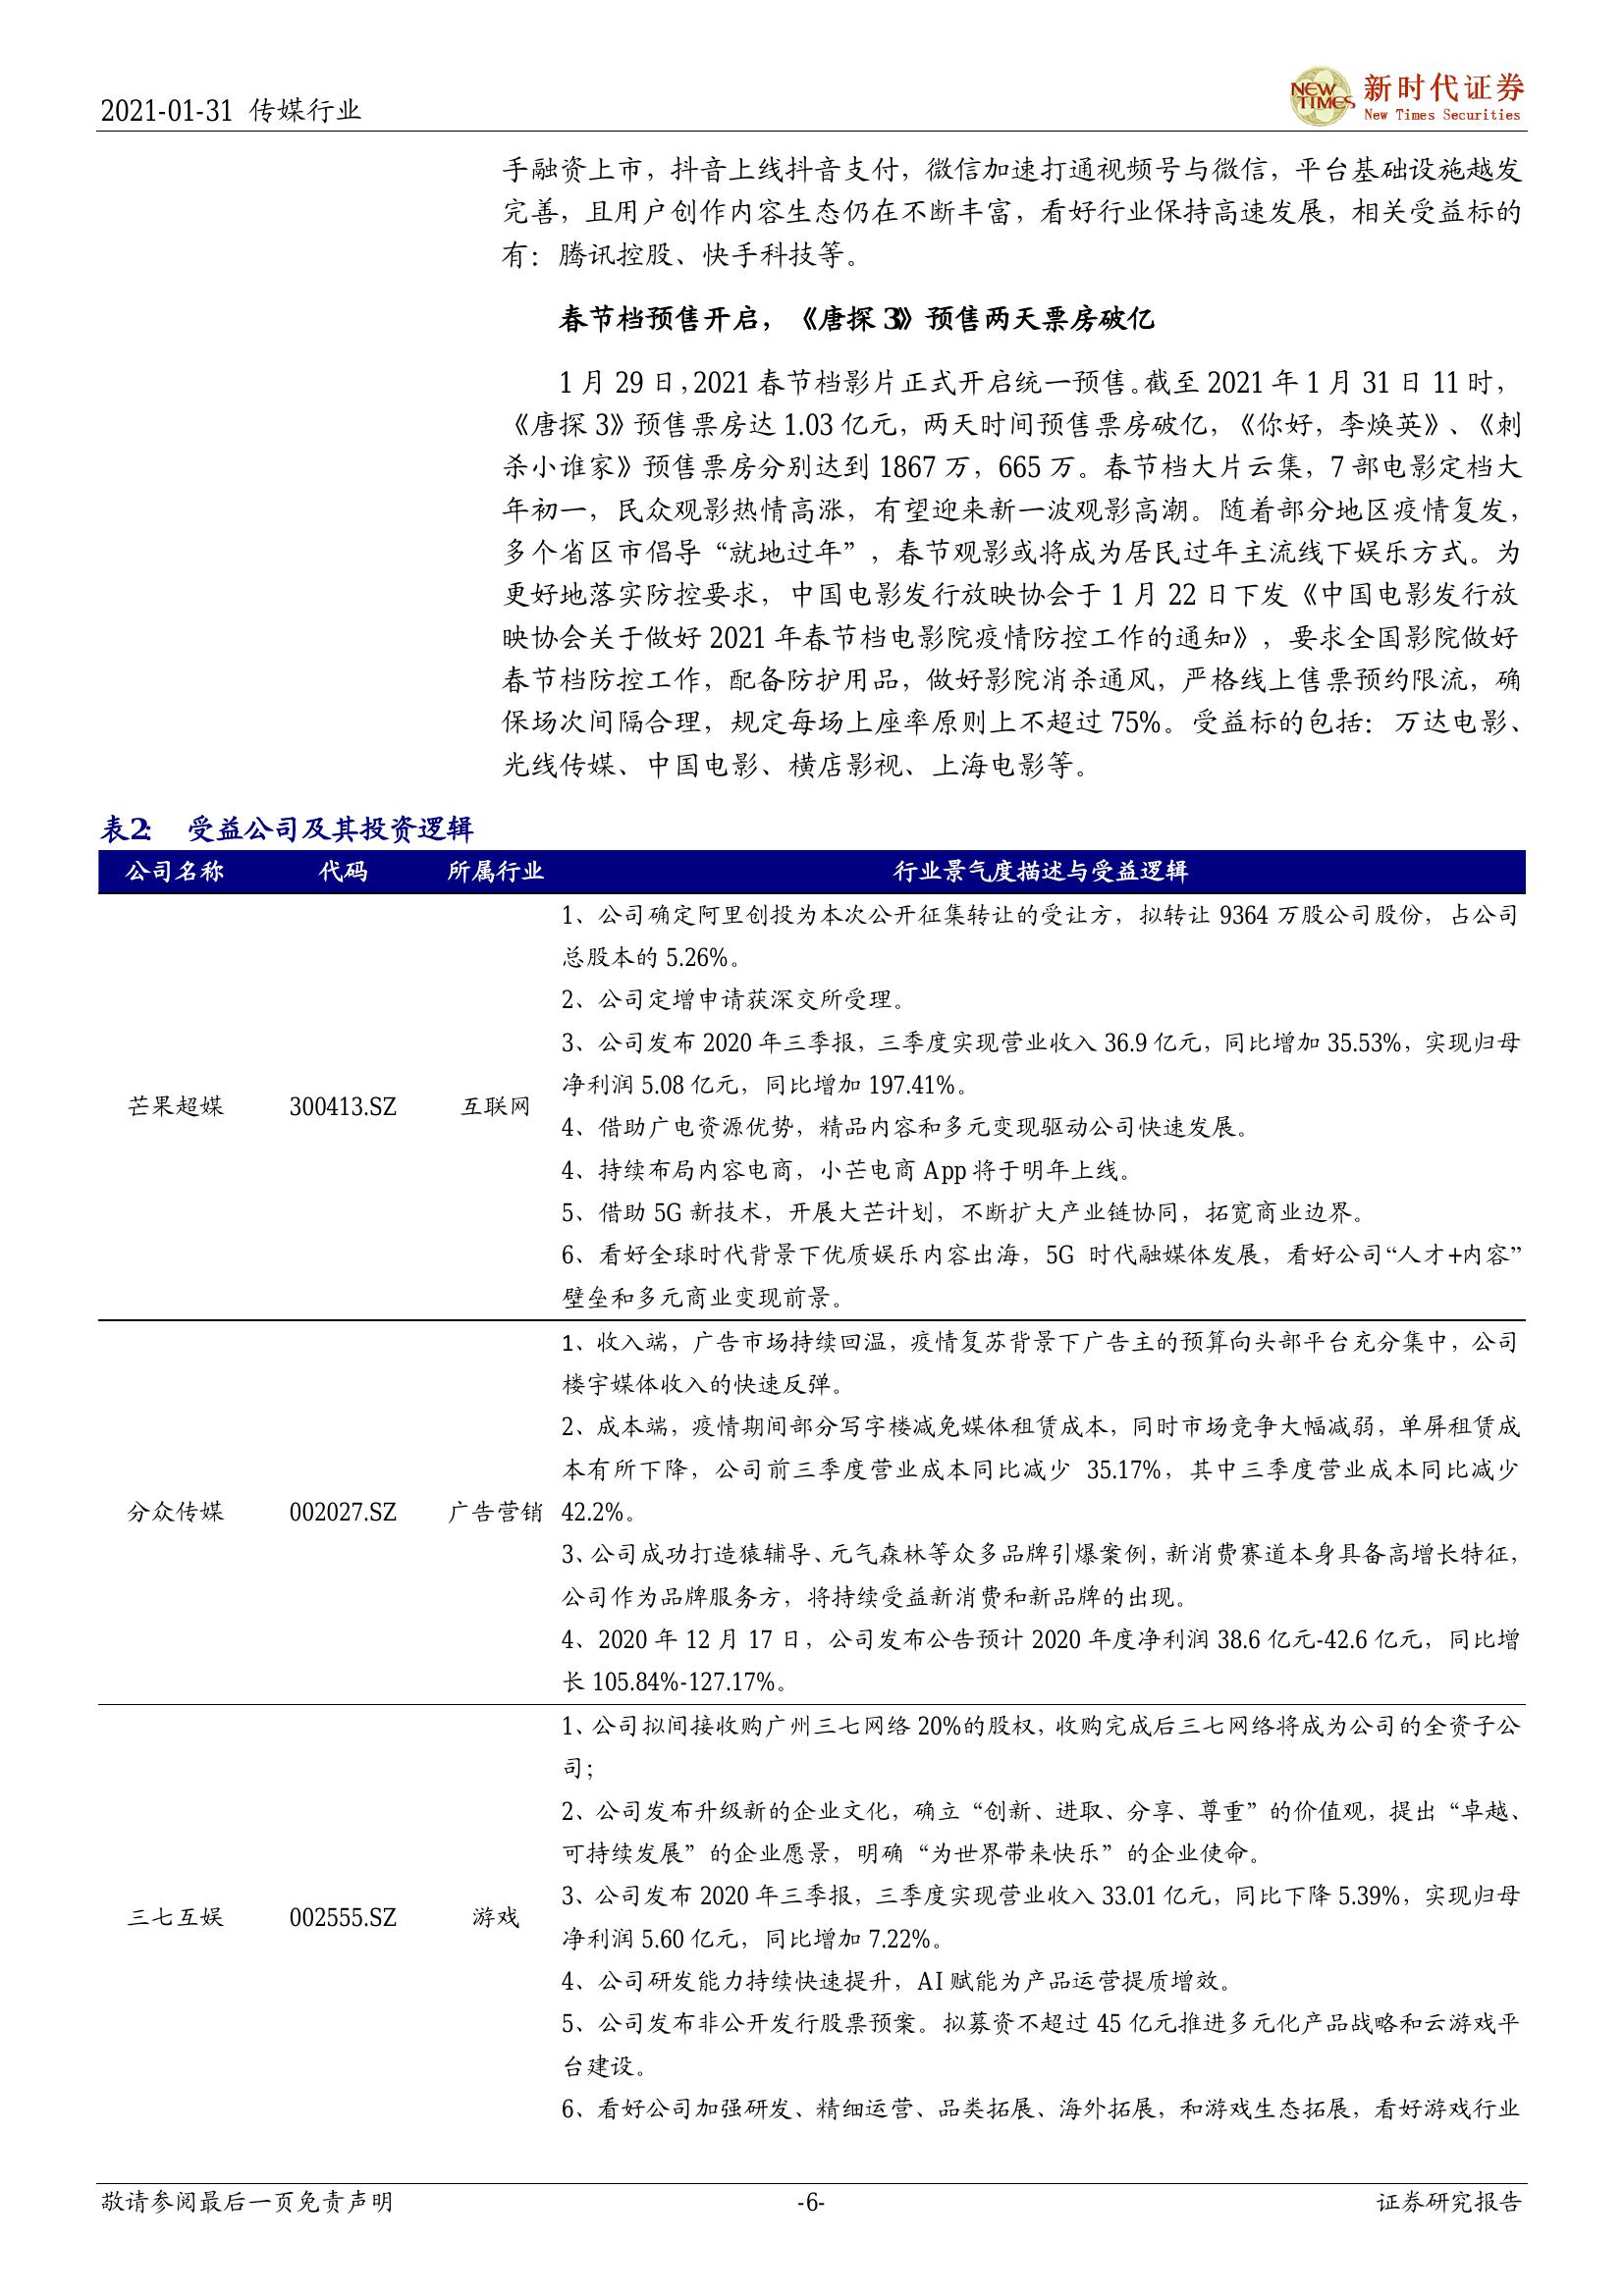 2021-01-31 传媒行业
NEW TIMES 新时代证券
New Times Securities
手融资上市，抖音上线抖音支付，微信加速打通视频号与微信，平台基础设施越发
完善，且用户创作内容生态仍在不断丰富，看好行业保持高速发展，相关受益标的
有：腾讯控股、快手科技等。
春节档预售开启，《唐探 3》预售两天票房破亿
1 月 29 日，2021 春节档影片正式开启统一预售。截至 2021 年 1 月 31 日 11 时，
《唐探 3》预售票房达 1.03 亿元，两天时间预售票房破亿，《你好，李焕英》、《刺
杀小谁家》预售票房分别达到 1867 万，665 万。春节档大片云集，7 部电影定档大
年初一，民众观影热情高涨，有望迎来新一波观影高潮。随着部分地区疫情复发，
多个省区市倡导“就地过年”，春节观影或将成为居民过年主流线下娱乐方式。为
更好地落实防控要求，中国电影发行放映协会于 1 月 22 日下发《中国电影发行放
映协会关于做好 2021 年春节档电影院疫情防控工作的通知》，要求全国影院做好
春节档防控工作，配备防护用品，做好影院消杀通风，严格线上售票预约限流，确
保场次间隔合理，规定每场上座率原则上不超过 75%。受益标的包括：万达电影、
光线传媒、中国电影、横店影视、上海电影等。
表2： 受益公司及其投资逻辑
公司名称 代码 所属行业 行业景气度描述与受益逻辑
1、公司确定阿里创投为本次公开征集转让的受让方，拟转让 9364 万股公司股份，占公司
总股本的 5.26%。
2、公司定增申请获深交所受理。
3、公司发布 2020 年三季报，三季度实现营业收入 36.9 亿元，同比增加 35.53%，实现归母
净利润 5.08 亿元，同比增加 197.41%。
芒果超媒 300413.SZ 互联网
4、借助广电资源优势，精品内容和多元变现驱动公司快速发展。
4、持续布局内容电商，小芒电商 App 将于明年上线。
5、借助 5G 新技术，开展大芒计划，不断扩大产业链协同，拓宽商业边界。
6、看好全球时代背景下优质娱乐内容出海，5G 时代融媒体发展，看好公司“人才+内容”
壁垒和多元商业变现前景。
1、收入端，广告市场持续回温，疫情复苏背景下广告主的预算向头部平台充分集中，公司
楼宇媒体收入的快速反弹。
2、成本端，疫情期间部分写字楼减免媒体租赁成本，同时市场竞争大幅减弱，单屏租赁成
本有所下降，公司前三季度营业成本同比减少 35.17%，其中三季度营业成本同比减少
分众传媒 002027.SZ 广告营销 42.2%。
3、公司成功打造猿辅导、元气森林等众多品牌引爆案例，新消费赛道本身具备高增长特征，
公司作为品牌服务方，将持续受益新消费和新品牌的出现。
4、2020 年 12 月 17 日，公司发布公告预计 2020 年度净利润 38.6 亿元-42.6 亿元，同比增
长 105.84%-127.17%。
1、公司拟间接收购广州三七网络 20%的股权，收购完成后三七网络将成为公司的全资子公
司；
2、公司发布升级新的企业文化，确立“创新、进取、分享、尊重”的价值观，提出“卓越、
可持续发展”的企业愿景，明确“为世界带来快乐”的企业使命。
3、公司发布 2020 年三季报，三季度实现营业收入 33.01 亿元，同比下降 5.39%，实现归母
三七互娱 002555.SZ 游戏
净利润 5.60 亿元，同比增加 7.22%。
4、公司研发能力持续快速提升，AI 赋能为产品运营提质增效。
5、公司发布非公开发行股票预案。拟募资不超过 45 亿元推进多元化产品战略和云游戏平
台建设。
6、看好公司加强研发、精细运营、品类拓展、海外拓展，和游戏生态拓展，看好游戏行业
敬请参阅最后一页免责声明 -6- 证券研究报告